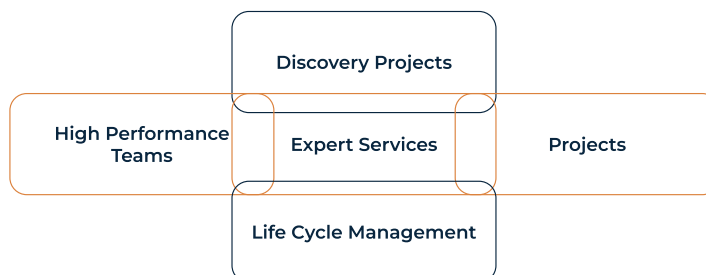 Discovery Projects
High Performance
Teams
Expert Services
Projects
Life Cycle Management